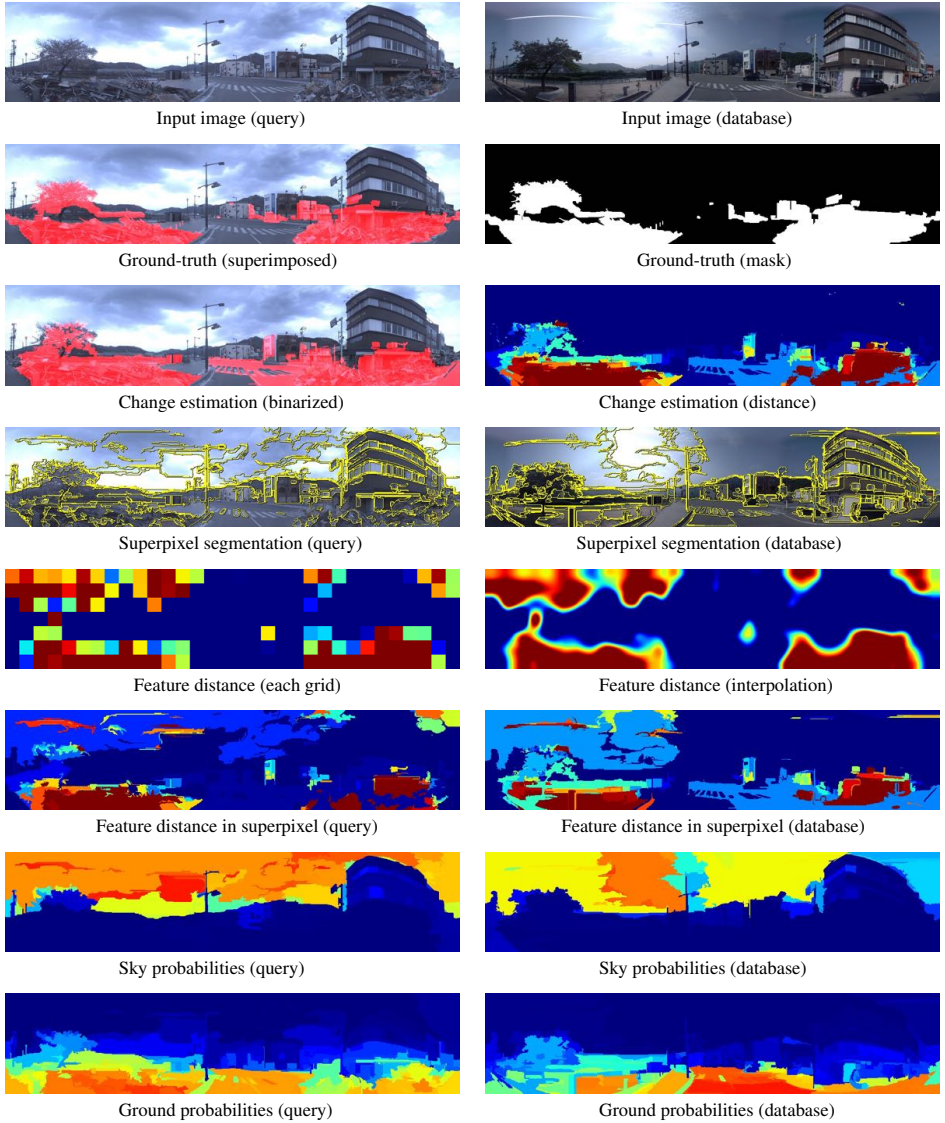 Input image (query)
Input image (database)
Ground-truth (superimposed)
Ground-truth (mask)
Change estimation (binarized)
Change estimation (distance)
Superpixel segmentation (query)
Superpixel segmentation (database)
Feature distance (each grid)
Feature distance (interpolation)
Feature distance in superpixel (query)
Feature distance in superpixel (database)
Sky probabilities (query)
Sky probabilities (database)
Ground probabilities (query)
Ground probabilities (database)